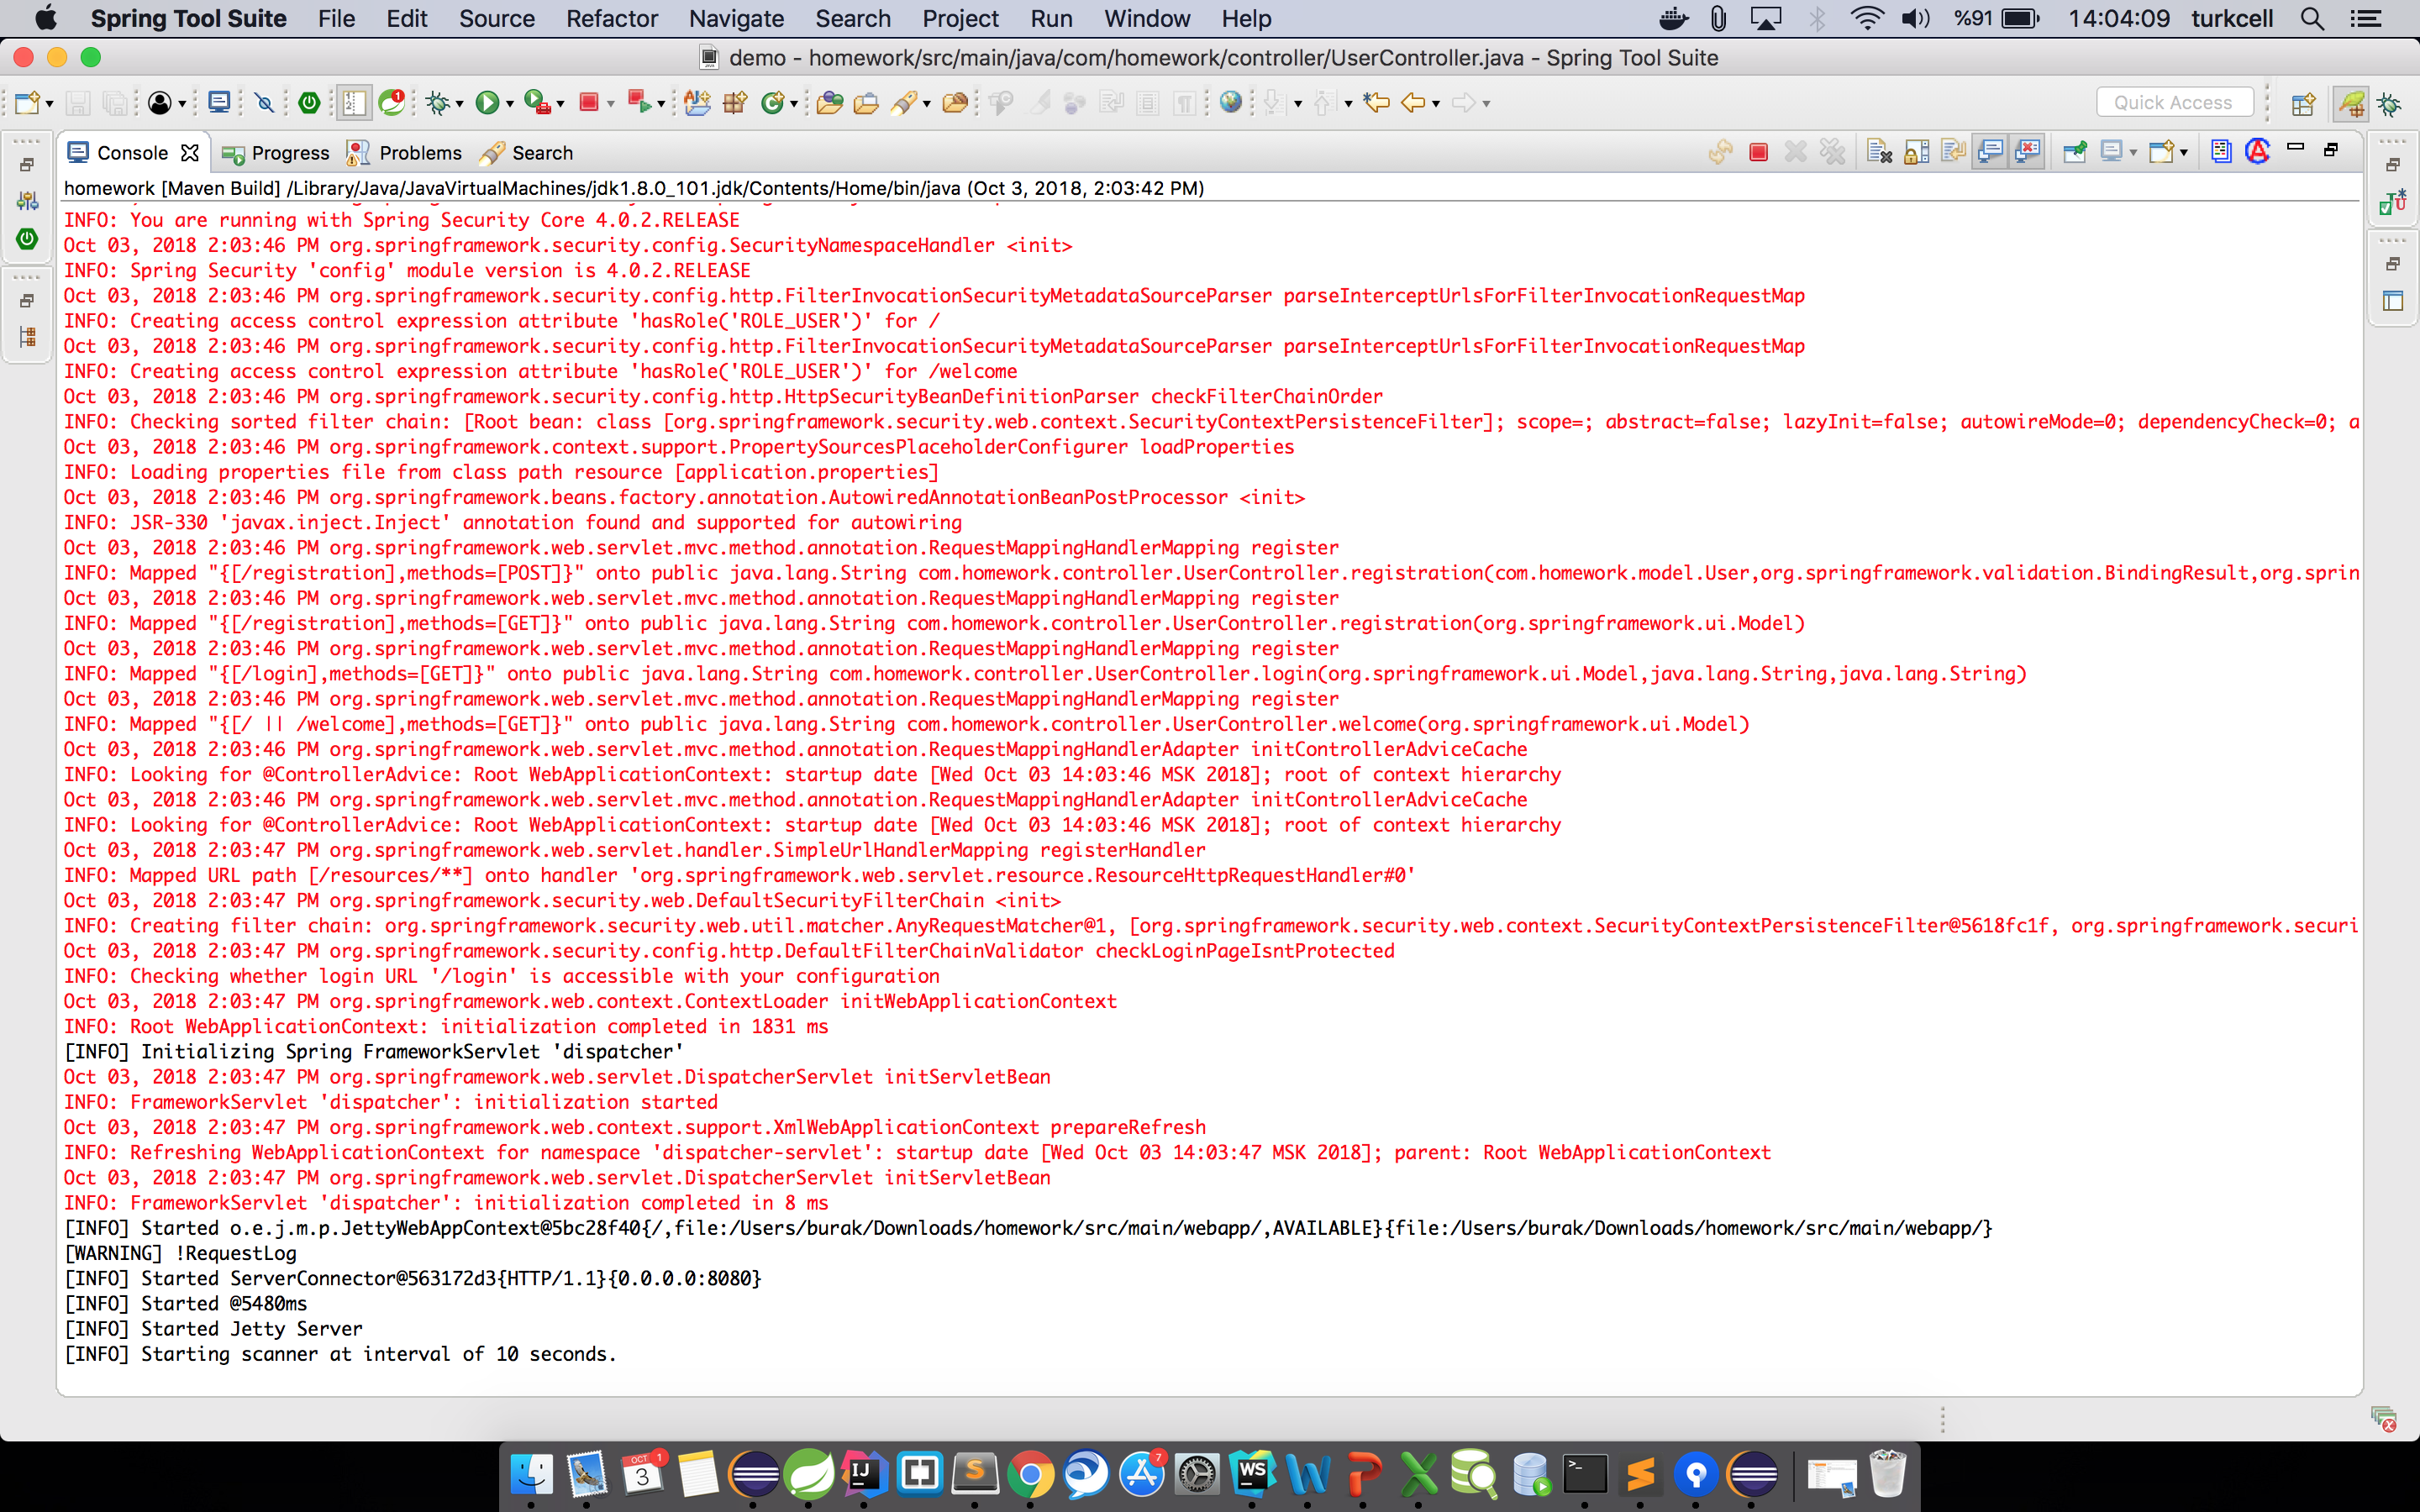 Spring Tool Suite File Edit Source Refactor Navigate Search Project Run Window Help %91 14:04:09 turkcell
demo - homework/src/main/java/com/homework/controller/UserController.java - Spring Tool Suite
Quick Access
Console Progress Problems Search
homework [Maven Build] /Library/Java/JavaVirtualMachines/jdk1.8.0_101.jdk/Contents/Home/bin/java (Oct 3, 2018, 2:03:42 PM)
INFO: You are running with Spring Security Core 4.0.2.RELEASE
Oct 03, 2018 2:03:46 PM org.springframework.security.config.SecurityNamespaceHandler <init>
INFO: Spring Security 'config' module version is 4.0.2.RELEASE
Oct 03, 2018 2:03:46 PM org.springframework.security.config.http.FilterInvocationSecurityMetadataSourceParser parseInterceptUrlsForFilterInvocationRequestMap
INFO: Creating access control expression attribute 'hasRole('ROLE_USER')' for /
Oct 03, 2018 2:03:46 PM org.springframework.security.config.http.FilterInvocationSecurityMetadataSourceParser parseInterceptUrlsForFilterInvocationRequestMap
INFO: Creating access control expression attribute 'hasRole('ROLE_USER')' for /welcome
Oct 03, 2018 2:03:46 PM org.springframework.security.config.http.HttpSecurityBeanDefinitionParser checkFilterChainOrder
INFO: Checking sorted filter chain: [Root bean: class [org.springframework.security.web.context.SecurityContextPersistenceFilter]; scope=; abstract=false; lazyInit=false; autowireMode=0; dependencyCheck=0; a
Oct 03, 2018 2:03:46 PM org.springframework.context.support.PropertySourcesPlaceholderConfigurer loadProperties
INFO: Loading properties file from class path resource [application.properties]
Oct 03, 2018 2:03:46 PM org.springframework.beans.factory.annotation.AutowiredAnnotationBeanPostProcessor <init>
INFO: JSR-330 'javax.inject.Inject' annotation found and supported for autowiring
Oct 03, 2018 2:03:46 PM org.springframework.web.servlet.mvc.method.annotation.RequestMappingHandlerMapping register
INFO: Mapped "{[/registration],methods=[POST]}" onto public java.lang.String com.homework.controller.UserController.registration(com.homework.model.User,org.springframework.validation.BindingResult,org.sprin
Oct 03, 2018 2:03:46 PM org.springframework.web.servlet.mvc.method.annotation.RequestMappingHandlerMapping register
INFO: Mapped "{[/registration],methods=[GET]}" onto public java.lang.String com.homework.controller.UserController.registration(org.springframework.ui.Model)
Oct 03, 2018 2:03:46 PM org.springframework.web.servlet.mvc.method.annotation.RequestMappingHandlerMapping register
INFO: Mapped "{[/login],methods=[GET]}" onto public java.lang.String com.homework.controller.UserController.login(org.springframework.ui.Model,java.lang.String,java.lang.String)
Oct 03, 2018 2:03:46 PM org.springframework.web.servlet.mvc.method.annotation.RequestMappingHandlerMapping register
INFO: Mapped "{[/ || /welcome],methods=[GET]}" onto public java.lang.String com.homework.controller.UserController.welcome(org.springframework.ui.Model)
Oct 03, 2018 2:03:46 PM org.springframework.web.servlet.mvc.method.annotation.RequestMappingHandlerAdapter initControllerAdviceCache
INFO: Looking for @ControllerAdvice: Root WebApplicationContext: startup date [Wed Oct 03 14:03:46 MSK 2018]; root of context hierarchy
Oct 03, 2018 2:03:46 PM org.springframework.web.servlet.mvc.method.annotation.RequestMappingHandlerAdapter initControllerAdviceCache
INFO: Looking for @ControllerAdvice: Root WebApplicationContext: startup date [Wed Oct 03 14:03:46 MSK 2018]; root of context hierarchy
Oct 03, 2018 2:03:47 PM org.springframework.web.servlet.handler.SimpleUrlHandlerMapping registerHandler
INFO: Mapped URL path [/resources/**] onto handler 'org.springframework.web.servlet.resource.ResourceHttpRequestHandler#0'
Oct 03, 2018 2:03:47 PM org.springframework.security.web.DefaultSecurityFilterChain <init>
INFO: Creating filter chain: org.springframework.security.web.util.matcher.AnyRequestMatcher@1, [org.springframework.security.web.context.SecurityContextPersistenceFilter@5618fc1f, org.springframework.securi
Oct 03, 2018 2:03:47 PM org.springframework.security.config.http.DefaultFilterChainValidator checkLoginPageIsntProtected
INFO: Checking whether login URL '/login' is accessible with your configuration
Oct 03, 2018 2:03:47 PM org.springframework.web.context.ContextLoader initWebApplicationContext
INFO: Root WebApplicationContext: initialization completed in 1831 ms
[INFO] Initializing Spring FrameworkServlet 'dispatcher'
Oct 03, 2018 2:03:47 PM org.springframework.web.servlet.DispatcherServlet initServletBean
INFO: FrameworkServlet 'dispatcher': initialization started
Oct 03, 2018 2:03:47 PM org.springframework.web.context.support.XmlWebApplicationContext prepareRefresh
INFO: Refreshing WebApplicationContext for namespace 'dispatcher-servlet': startup date [Wed Oct 03 14:03:47 MSK 2018]; parent: Root WebApplicationContext
Oct 03, 2018 2:03:47 PM org.springframework.web.servlet.DispatcherServlet initServletBean
INFO: FrameworkServlet 'dispatcher': initialization completed in 8 ms
[INFO] Started o.e.j.m.p.JettyWebAppContext@5bc28f40{/,file:/Users/burak/Downloads/homework/src/main/webapp/,AVAILABLE}{file:/Users/burak/Downloads/homework/src/main/webapp/}
[WARNING] !RequestLog
[INFO] Started ServerConnector@563172d3{HTTP/1.1}{0.0.0.0:8080}
[INFO] Started @5480ms
[INFO] Started Jetty Server
[INFO] Starting scanner at interval of 10 seconds.
OCT 3 1 IJ S 7 WS W P X >_